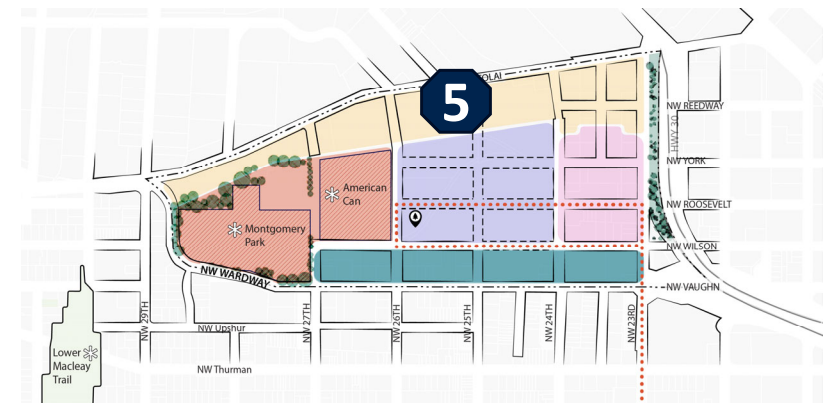 5
OLAI
NW REEDWAY
HWY 30
NW YORK
American
Can
NW ROOSEVELT
Montgomery
Park
NW WILSON
NW WARDWAY
NW VAUGHN
NW 29TH
NW 27TH
NW 26TH
NW 25TH
NW 24TH
NW 23RD
NW Upshur
Lower
Macleay
Trail
NW Thurman